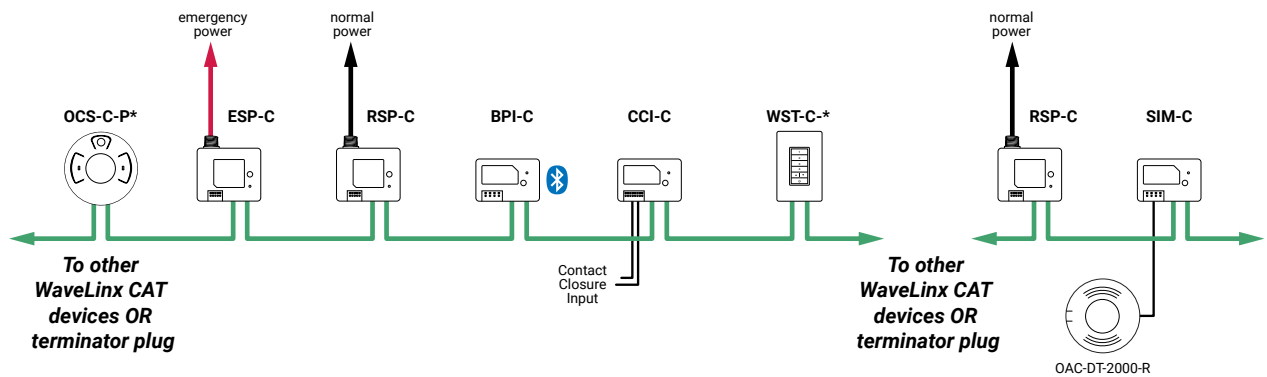 emergency
power
normal
power
normal
power
OCS-C-P*
ESP-C
RSP-C
BPI-C
CCI-C
WST-C-*
RSP-C
SIM-C
To other
WaveLinx CAT
devices OR
terminator plug
Contact
Closure
Input
To other
WaveLinx CAT
devices OR
terminator plug
OAC-DT-2000-R